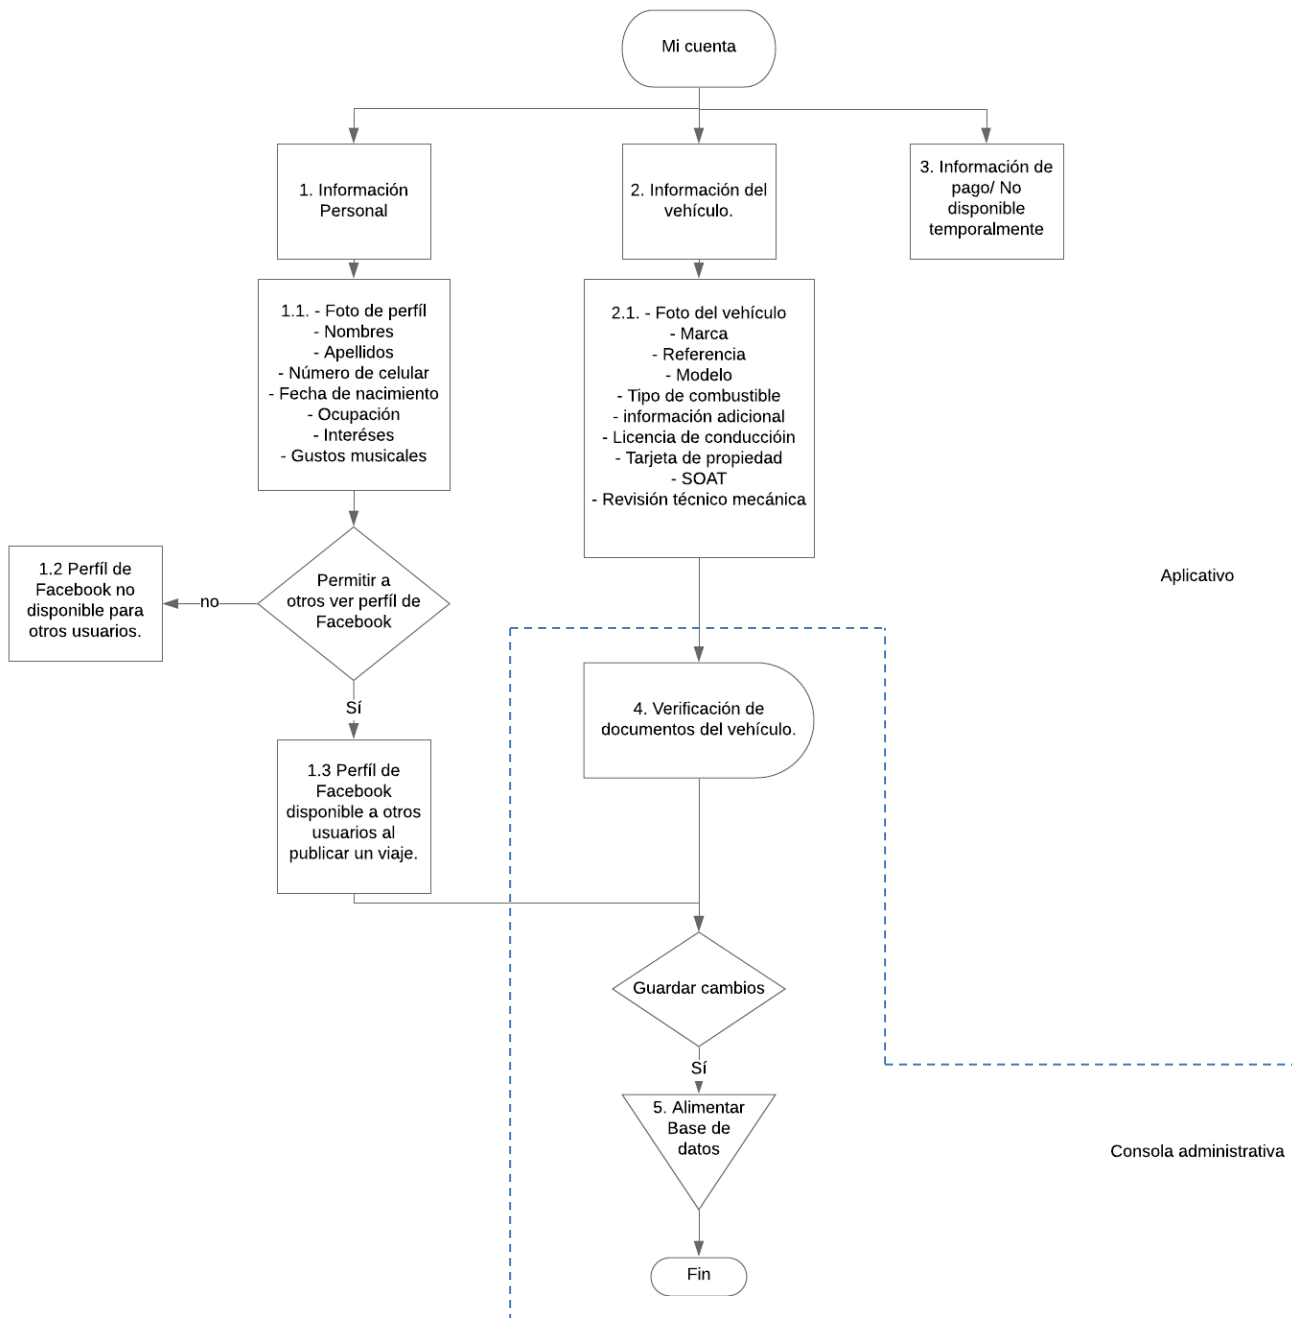 Mi cuenta
1. Información
Personal
2. Información del
vehículo.
3. Información de
pago/ No
disponible
temporalmente
1.1. - Foto de perfíl
- Nombres
- Apellidos
- Número de celular
- Fecha de nacimiento
- Ocupación
- Interéses
- Gustos musicales
2.1. - Foto del vehículo
- Marca
- Referencia
- Modelo
- Tipo de combustible
- información adicional
- Licencia de conduccióin
- Tarjeta de propiedad
- SOAT
- Revisión técnico mecánica
1.2 Perfíl de
Facebook no
disponible para
otros usuarios.
no
Permitir a
otros ver perfíl de
Facebook
Aplicativo
Sí
4. Verificación de
documentos del vehículo.
1.3 Perfíl de
Facebook
disponible a otros
usuarios al
publicar un viaje.
Guardar cambios
Sí
5. Alimentar
Base de
datos
Consola administrativa
Fin